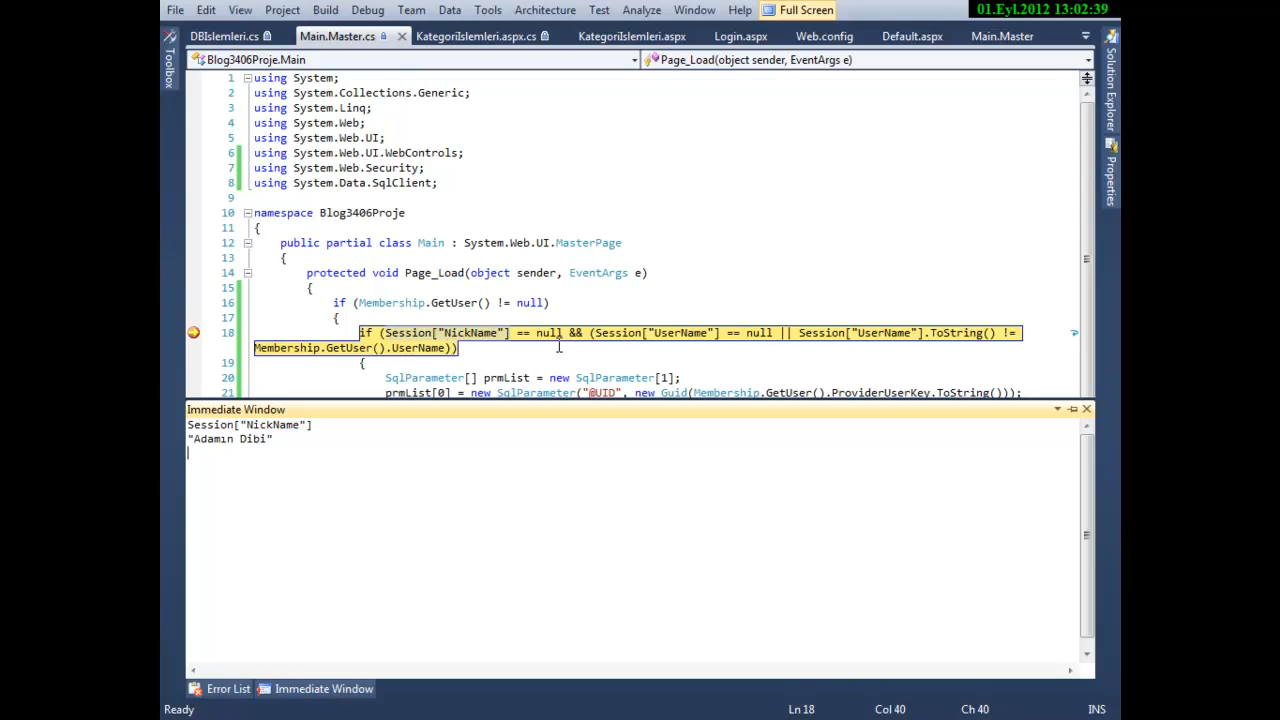 File Edit View Project Build Debug Team Data Tools Architecture Test Analyze Window Help Full Screen 01.Eyl.2012 13:02:39
DBIslemleri.cs Main.Master.cs KategoriIslemleri.aspx.cs KategoriIslemleri.aspx Login.aspx Web.config Default.aspx Main.Master
Toolbox
Blog3406Proje.Main Page_Load(object sender, EventArgs e)
Solution Explorer
Properties
1 using System;
2 using System.Collections.Generic;
3 using System.Linq;
4 using System.Web;
5 using System.Web.UI;
6 using System.Web.UI.WebControls;
7 using System.Web.Security;
8 using System.Data.SqlClient;
9
10 namespace Blog3406Proje
11 {
12 public partial class Main : System.Web.UI.MasterPage
13 {
14 protected void Page_Load(object sender, EventArgs e)
15 {
16 if (Membership.GetUser() != null)
17 {
18 if (Session["NickName"] == null && (Session["UserName"] == null || Session["UserName"].ToString() !=
Membership.GetUser().UserName))
19 {
20 SqlParameter[] prmList = new SqlParameter[1];
21 prmList[0] = new SqlParameter("@UID", new Guid(Membership.GetUser().ProviderUserKey.ToString()));
Immediate Window
Session["NickName"]
"Adamın Dibi"
Error List Immediate Window
Ready Ln 18 Col 40 Ch 40 INS